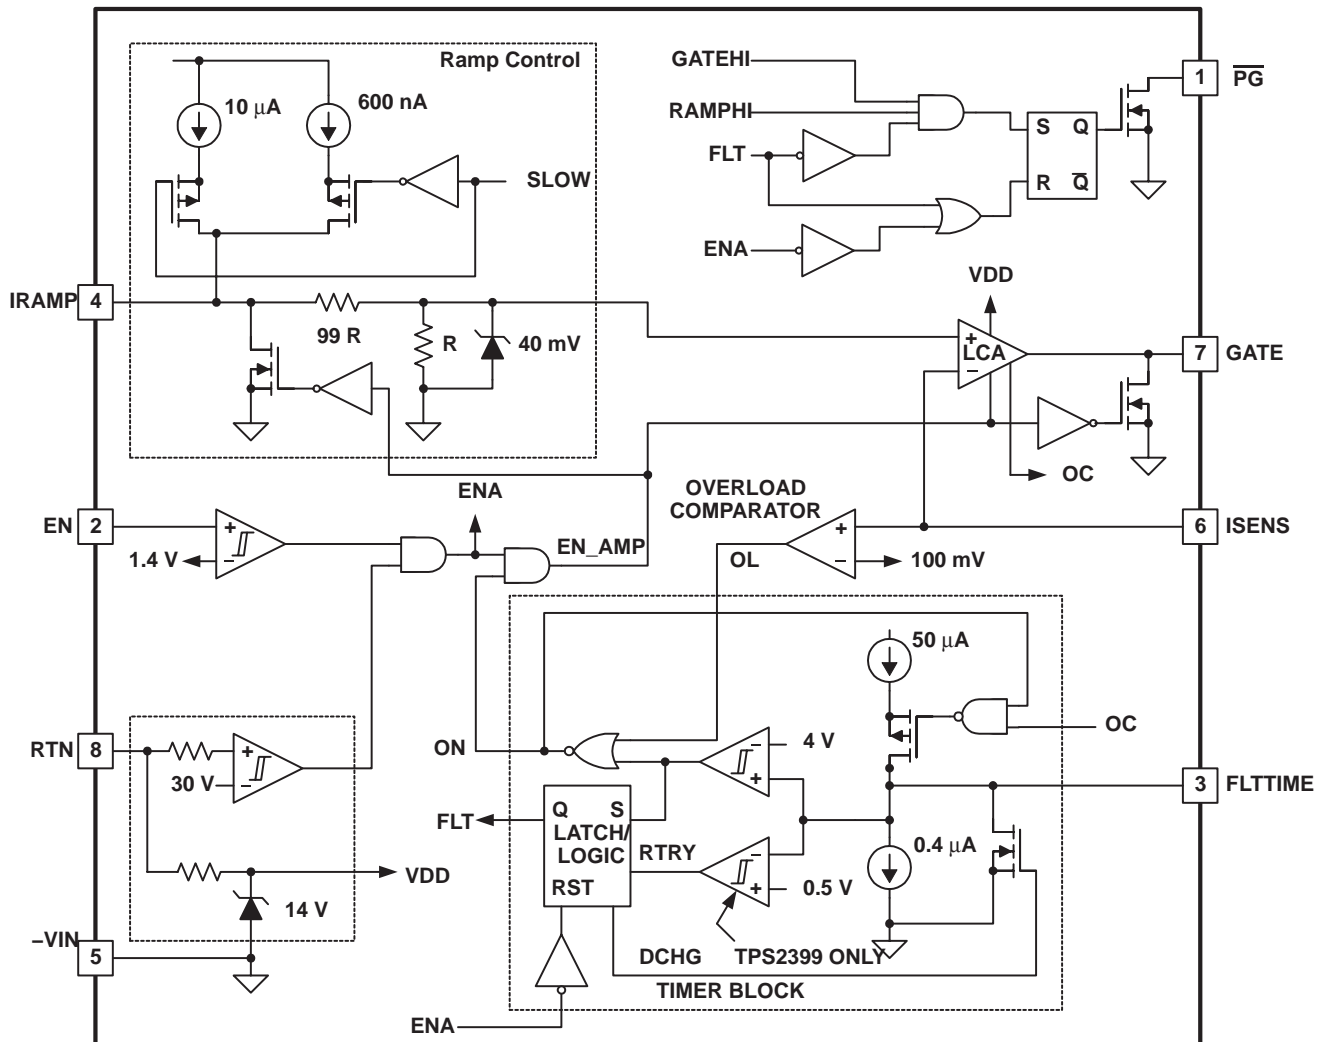 Ramp Control
10 μA
600 nA
SLOW
GATEHI
RAMPHI
FLT
ENA
S Q
R Q̅
1
P̅G̅
IRAMP
4
99 R
R
40 mV
VDD
+
LCA
−
7
GATE
OC
ENA
EN
2
+
−
1.4 V
EN_AMP
OVERLOAD
COMPARATOR
OL
+
−
100 mV
6
ISENS
50 μA
OC
RTN
8
+
−
30 V
ON
4 V
−
+
3
FLTTIME
FLT
Q S
LATCH/
LOGIC
RST
RTRY
−
+
0.5 V
0.4 μA
VDD
14 V
–VIN
5
DCHG
TPS2399 ONLY
TIMER BLOCK
ENA